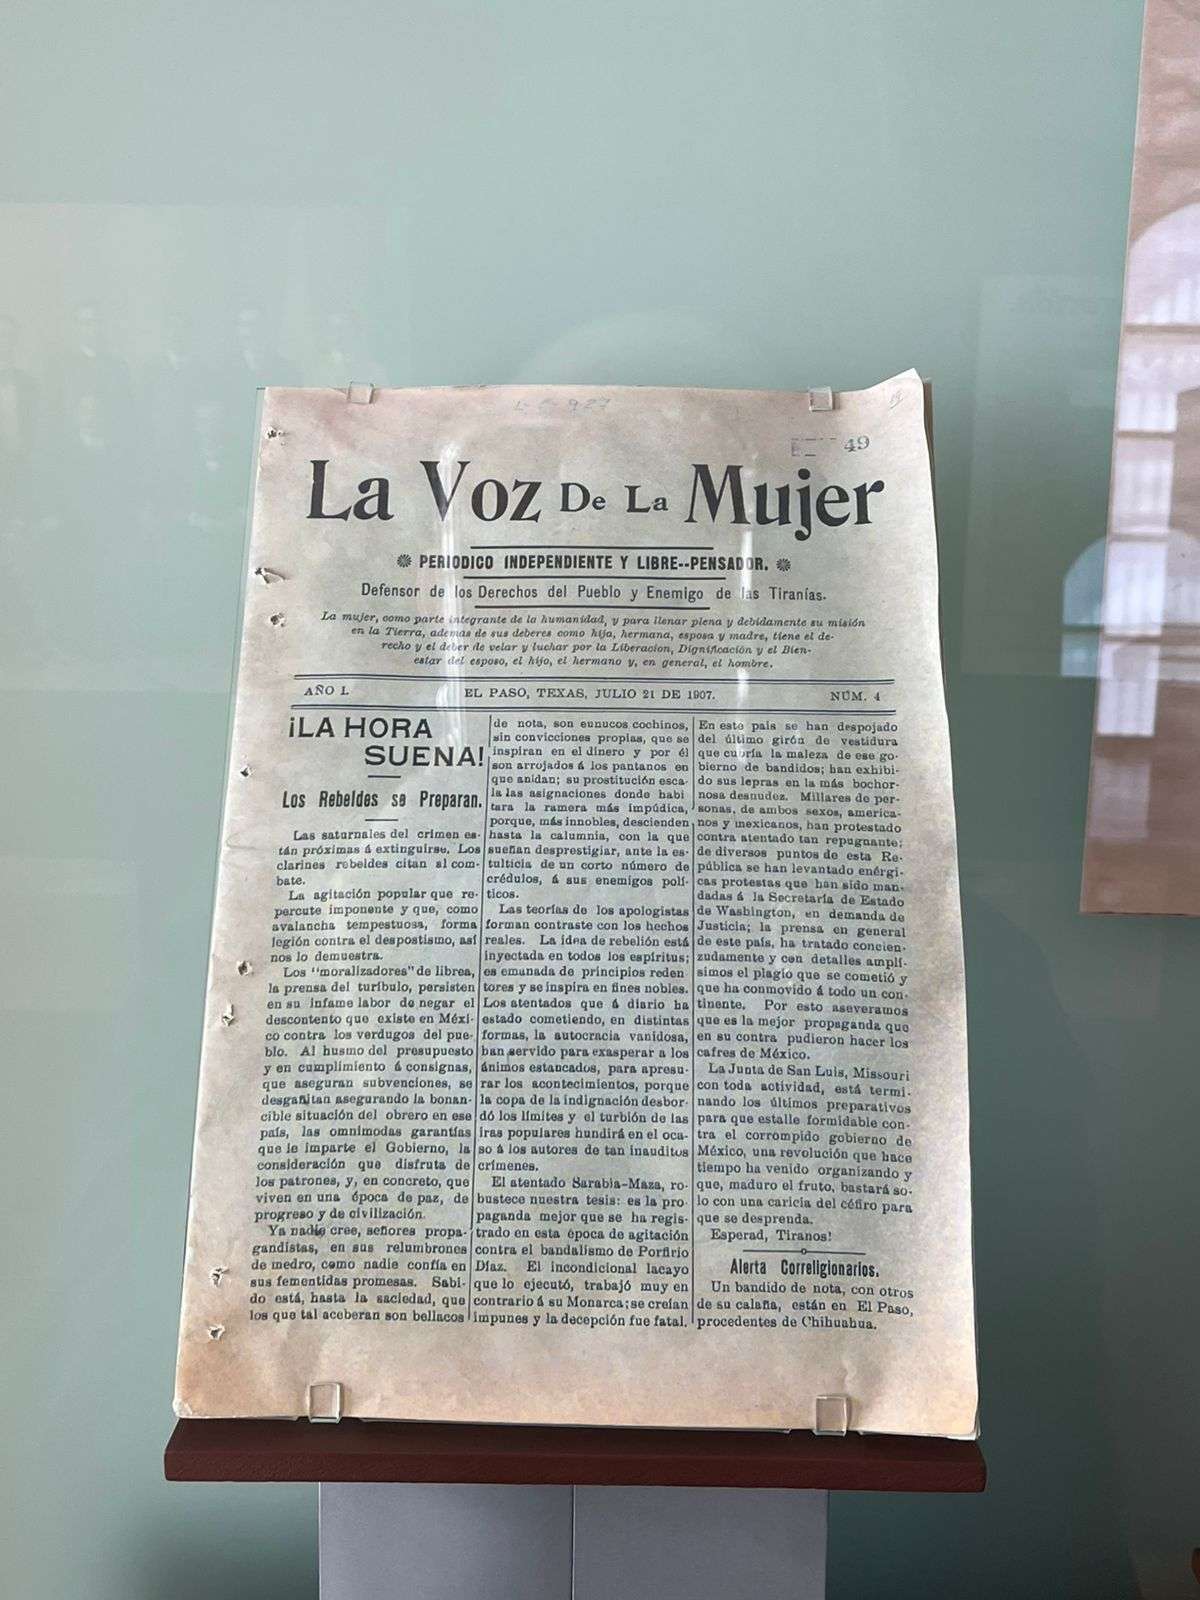 49
La Voz De La Mujer
PERIODICO INDEPENDIENTE Y LIBRE--PENSADOR.
Defensor de los Derechos del Pueblo y Enemigo de las Tiranías.
La mujer, como parte integrante de la humanidad, y para llenar plena y debidamente su misión
en la Tierra, además de sus deberes como hija, hermana, esposa y madre, tiene el de-
recho y el deber de velar y luchar por la Liberacion, Dignificación y el Bien-
estar del esposo, el hijo, el hermano y, en general, el hombre.
AÑO I. EL PASO, TEXAS, JULIO 21 DE 1907. NÚM. 4
¡LA HORA
SUENA!
Los Rebeldes se Preparan.
Las saturnales del crimen es-
tán próximas á extinguirse. Los
clarines rebeldes citan al com-
bate.
La agitación popular que re-
percute imponente y que, como
avalancha tempestuosa, forma
legión contra el despostismo, así
nos lo demuestra.
Los "moralizadores" de librea,
la prensa del turíbulo, persisten
en su infame labor de negar el
descontento que existe en Méxi-
co contra los verdugos del pue-
blo. Al husmo del presupuesto
y en cumplimiento á consignas,
que aseguran subvenciones, se
desgañitan asegurando la bonan-
cible situación del obrero en ese
país, las omnimodas garantías
que le imparte el Gobierno, la
consideración que disfruta de
los patrones, y, en concreto, que
viven en una época de paz, de
progreso y de civilización.
Ya nadie cree, señores propa-
gandistas, en sus relumbrones
de medro, como nadie confía en
sus fementidas promesas. Sabi-
do está, hasta la saciedad, que
los que tal aceberan son bellacos
de nota, son eunucos cochinos,
sin convicciones propias, que se
inspiran en el dinero y por él
son arrojados á los pantanos en
que anidan; su prostitución esca
la las asignaciones donde habi
tara la ramera más impúdica,
porque, más innobles, descienden
hasta la calumnia, con la que
sueñan desprestigiar, ante la es-
tulticia de un corto número de
crédulos, á sus enemigos polí-
ticos.
Las teorías de los apologistas
forman contraste con los hechos
reales. La idea de rebelión está
inyectada en todos los espíritus;
es emanada de principios reden
tores y se inspira en fines nobles.
Los atentados que á diario ha
estado cometiendo, en distintas
formas, la autocracia vanidosa,
han servido para exasperar a los
ánimos estancados, para apresu-
rar los acontecimientos, porque
la copa de la indignación desbor-
dó los límites y el turbión de las
iras populares hundirá en el oca-
so á los autores de tan inauditos
crímenes.
El atentado Sarabia-Maza, ro-
bustece nuestra tesis: es la pro-
paganda mejor que se ha regis-
trado en esta época de agitación
contra el bandalismo de Porfirio
Díaz. El incondicional lacayo
que lo ejecutó, trabajó muy en
contrario á su Monarca; se creían
impunes y la decepción fue fatal.
En este pais se han despojado
del último girón de vestidura
que cubría la maleza de ese go-
bierno de bandidos; han exhibi-
do sus lepras en la más bochor-
nosa desnudez. Millares de per-
sonas, de ambos sexos, america-
nos y mexicanos, han protestado
contra atentado tan repugnante;
de diversos puntos de esta Re-
pública se han levantado enérgi-
cas protestas que han sido man-
dadas á la Secretaría de Estado
de Washington, en demanda de
Justicia; la prensa en general
de este país, ha tratado concien-
zudamente y con detalles amplí-
simos el plagio que se cometió y
que ha conmovido á todo un con-
tinente. Por esto aseveramos
que es la mejor propaganda que
en su contra pudieron hacer los
cafres de México.
La Junta de San Luis, Missouri
con toda actividad, está termi-
nando los últimos preparativos
para que estalle formidable con-
tra el corrompido gobierno de
México, una revolución que hace
tiempo ha venido organizando y
que, maduro el fruto, bastará so-
lo con una caricia del céfiro para
que se desprenda.
Esperad, Tiranos!
Alerta Correligionarios.
Un bandido de nota, con otros
de su calaña, están en El Paso,
procedentes de Chihuahua.